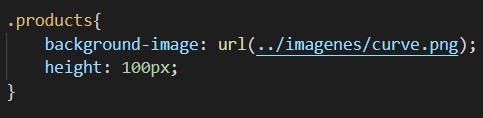 .products{
    background-image: url(../imagenes/curve.png);
    height: 100px;
}